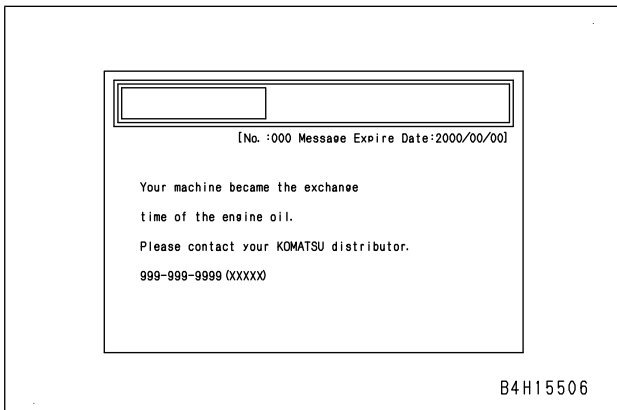 [No. :000 Message Expire Date:2000/00/00]
Your machine became the exchange
time of the engine oil.
Please contact your KOMATSU distributor.
999-999-9999 (XXXXX)
B4H15506